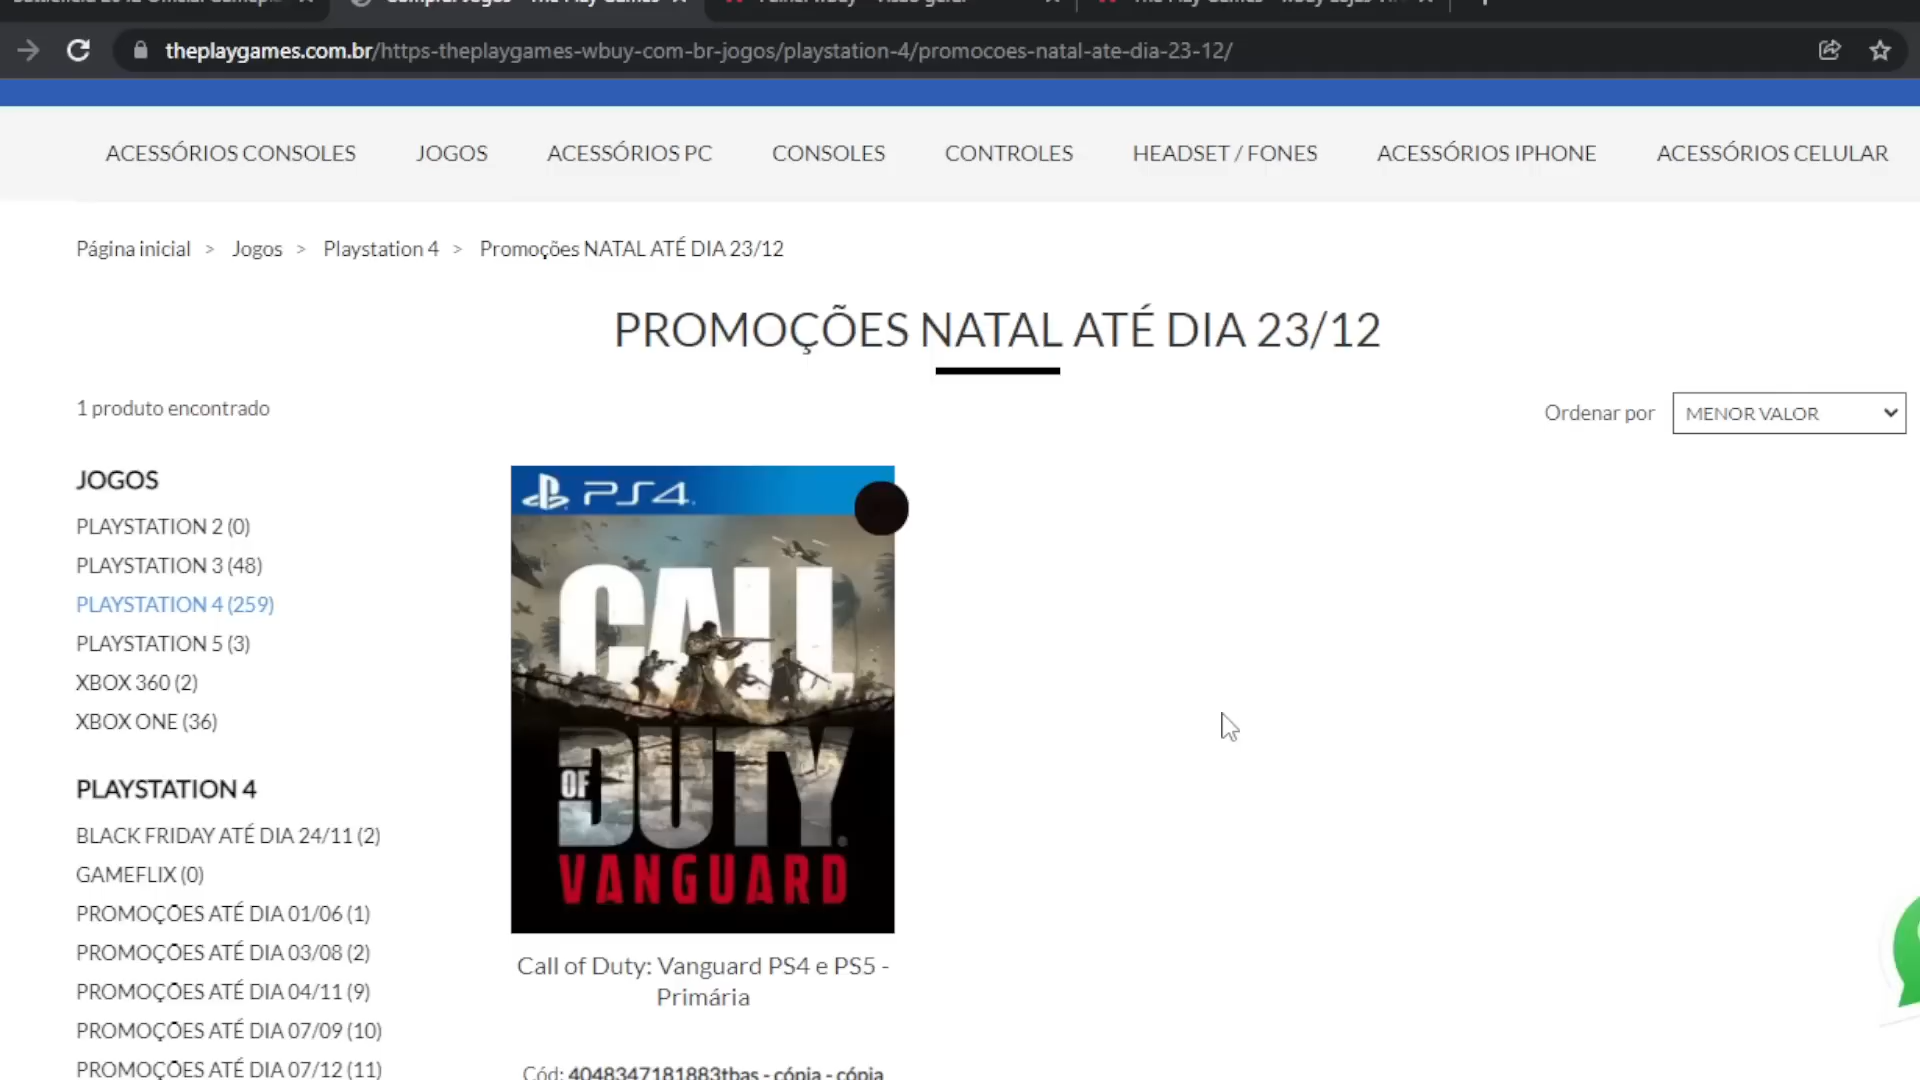 theplaygames.com.br/https-theplaygames-wbuy-com-br-jogos/playstation-4/promocoes-natal-ate-dia-23-12/
ACESSÓRIOS CONSOLES JOGOS ACESSÓRIOS PC CONSOLES CONTROLES HEADSET / FONES ACESSÓRIOS IPHONE ACESSÓRIOS CELULAR
Página inicial > Jogos > Playstation 4 > Promoções NATAL ATÉ DIA 23/12
PROMOÇÕES NATAL ATÉ DIA 23/12
1 produto encontrado
Ordenar por MENOR VALOR
JOGOS
PLAYSTATION 2 (0)
PLAYSTATION 3 (48)
PLAYSTATION 4 (259)
PLAYSTATION 5 (3)
XBOX 360 (2)
XBOX ONE (36)
PLAYSTATION 4
BLACK FRIDAY ATÉ DIA 24/11 (2)
GAMEFLIX (0)
PROMOÇÕES ATÉ DIA 01/06 (1)
PROMOÇÕES ATÉ DIA 03/08 (2)
PROMOÇÕES ATÉ DIA 04/11 (9)
PROMOÇÕES ATÉ DIA 07/09 (10)
PROMOÇÕES ATÉ DIA 07/12 (11)
PS4
CALL
OF DUTY
VANGUARD
Call of Duty: Vanguard PS4 e PS5 -
Primária
Cód: 4048347181883tbas - cópia - cópia